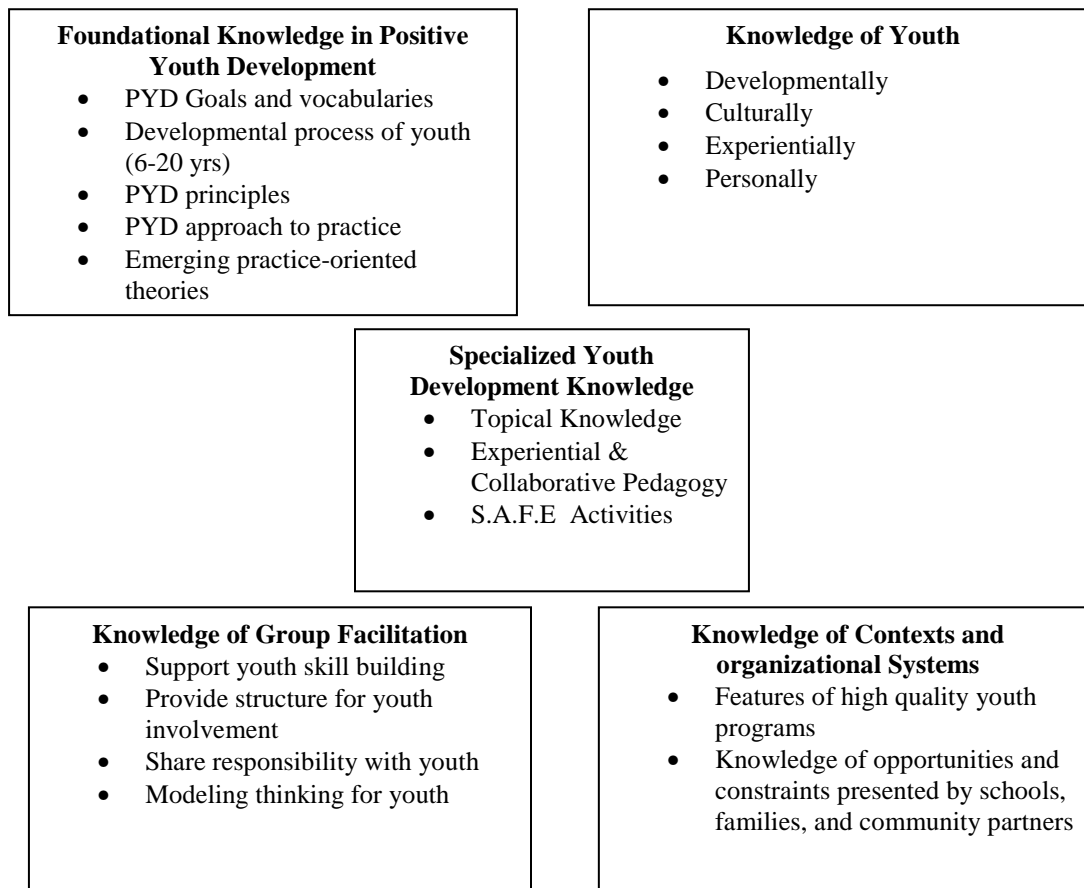 Foundational Knowledge in Positive
Youth Development
• PYD Goals and vocabularies
• Developmental process of youth
(6-20 yrs)
• PYD principles
• PYD approach to practice
• Emerging practice-oriented
theories
Knowledge of Youth
• Developmentally
• Culturally
• Experientially
• Personally
Specialized Youth
Development Knowledge
• Topical Knowledge
• Experiential &
Collaborative Pedagogy
• S.A.F.E Activities
Knowledge of Group Facilitation
• Support youth skill building
• Provide structure for youth
involvement
• Share responsibility with youth
• Modeling thinking for youth
Knowledge of Contexts and
organizational Systems
• Features of high quality youth
programs
• Knowledge of opportunities and
constraints presented by schools,
families, and community partners